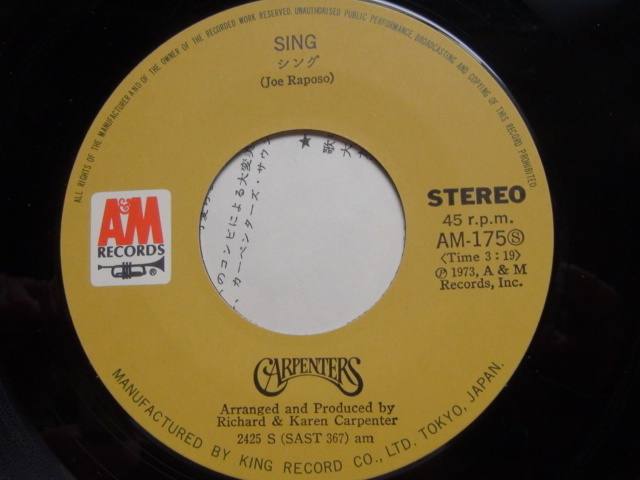 ALL RIGHTS OF THE MANUFACTURER AND OF THE OWNER OF THE RECORDED WORK RESERVED. UNAUTHORISED PUBLIC PERFORMANCE, BROADCASTING AND COPYING OF THIS RECORD PROHIBITED
SING
シング
(Joe Raposo)
A&M
RECORDS
®
STEREO
45 r.p.m.
AM-175Ⓢ
〈Time 3:19〉
Ⓟ 1973, A & M
Records, Inc.
★
のコンビによる大変
カーペンターズ・サウン
CARPENTERS
Arranged and Produced by
Richard & Karen Carpenter
2425 S (SAST 367) am
MANUFACTURED BY KING RECORD CO., LTD. TOKYO, JAPAN.